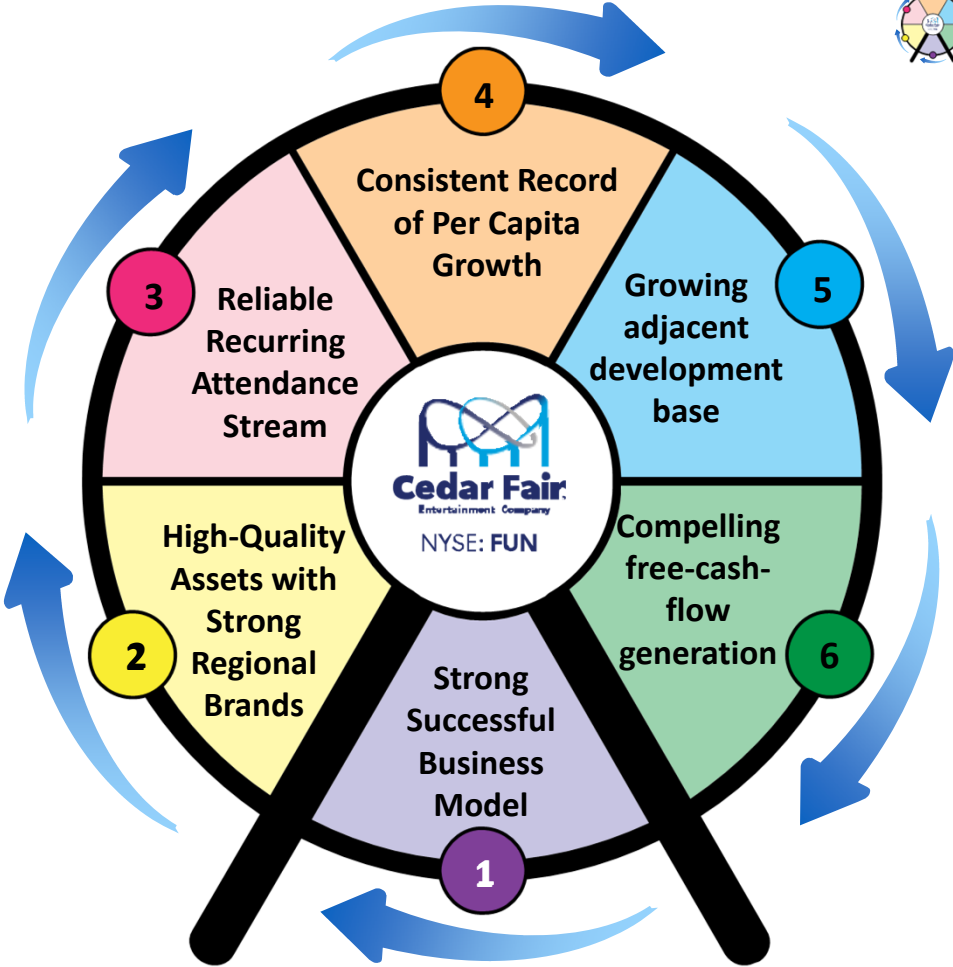 4
Consistent Record
of Per Capita
Growth
3
Reliable
Recurring
Attendance
Stream
5
Growing
adjacent
development
base
Cedar Fair
Entertainment Company
NYSE: FUN
2
High-Quality
Assets with
Strong
Regional
Brands
6
Compelling
free-cash-
flow
generation
1
Strong
Successful
Business
Model